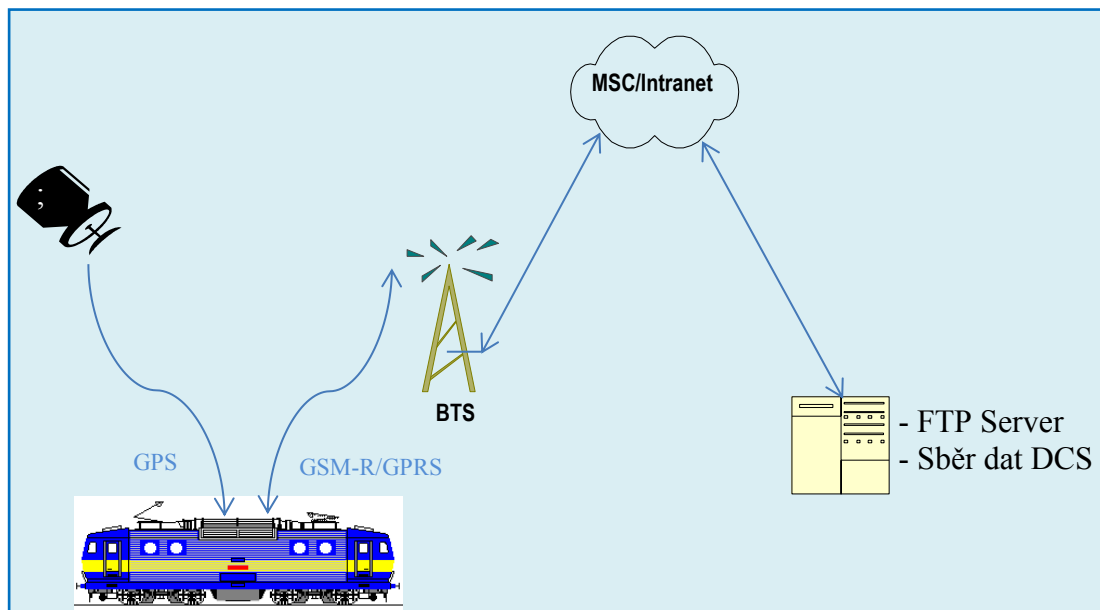 MSC/Intranet
BTS
- FTP Server
- Sběr dat DCS
GPS
GSM-R/GPRS